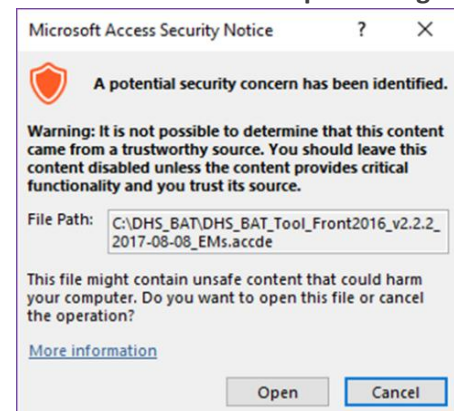 Microsoft Access Security Notice ? ×
A potential security concern has been identified.
Warning: It is not possible to determine that this content
came from a trustworthy source. You should leave this
content disabled unless the content provides critical
functionality and you trust its source.
File Path: C:\DHS_BAT\DHS_BAT_Tool_Front2016_v2.2.2_
2017-08-08_EMs.accde
This file might contain unsafe content that could harm
your computer. Do you want to open this file or cancel
the operation?
More information
Open Cancel